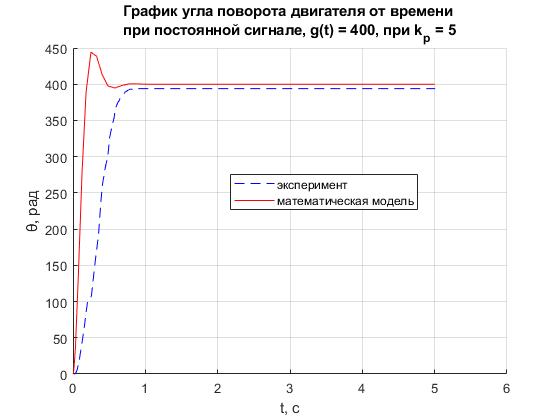 График угла поворота двигателя от времени
при постоянной сигнале, g(t) = 400, при kp = 5
450
400
350
300
250
200
150
100
50
0
θ, рад
эксперимент
математическая модель
0 1 2 3 4 5 6
t, с